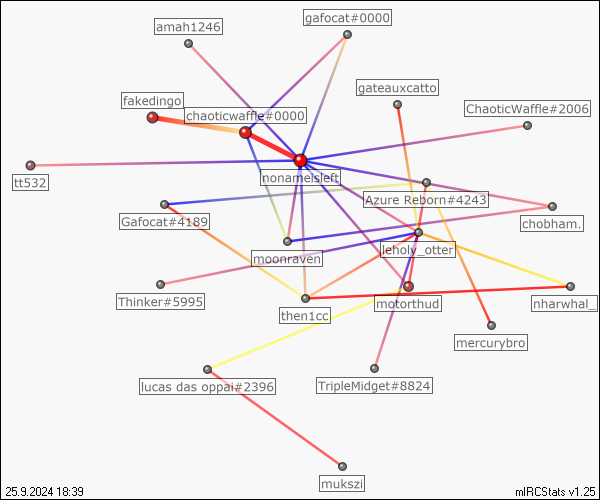 gafocat#0000
amah1246
gateauxcatto
fakedingo
ChaoticWaffle#2006
chaoticwaffle#0000
nonameisleft
tt532
Azure Reborn#4243
Gafocat#4189
chobham.
leholy_otter
moonraven
Thinker#5995
motorthud
nharwhal_
then1cc
mercurybro
lucas das oppai#2396
TripleMidget#8824
mukszi
25.9.2024 18:39
mIRCStats v1.25